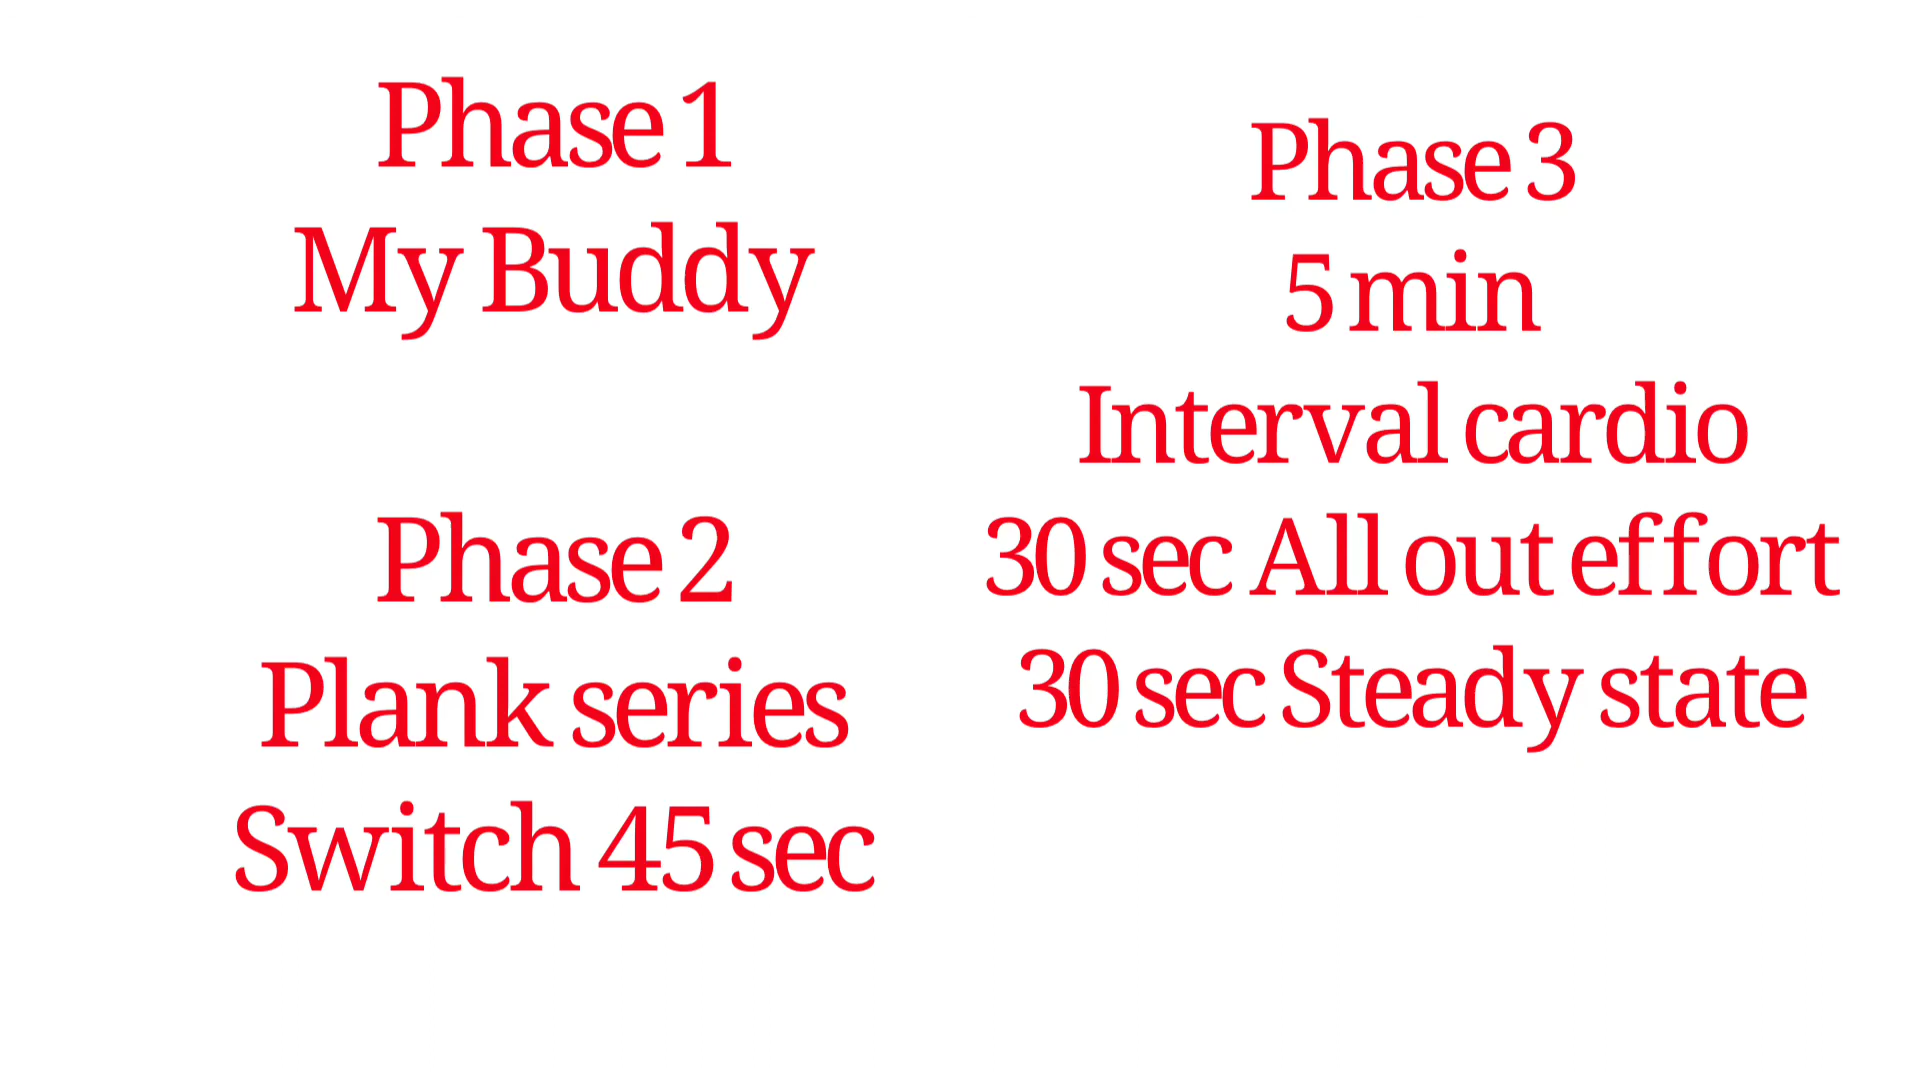 Phase 1
My Buddy
Phase 2
Plank series
Switch 45 sec
Phase 3
5 min
Interval cardio
30 sec All out effort
30 sec Steady state